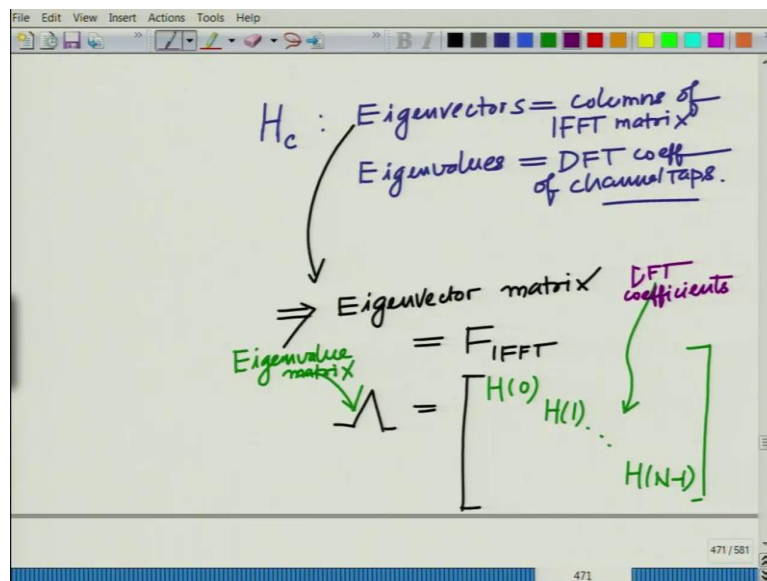 File Edit View Insert Actions Tools Help
H_c : Eigenvectors = columns of
IFFT matrix
Eigenvalues = DFT coeff
of channel Taps.
⇒ Eigenvector matrix
DFT
coefficients
= F_IFFT
Eigenvalue
matrix
Λ = [ H(0)
H(1)
⋱
H(N-1) ]
471 / 581
471